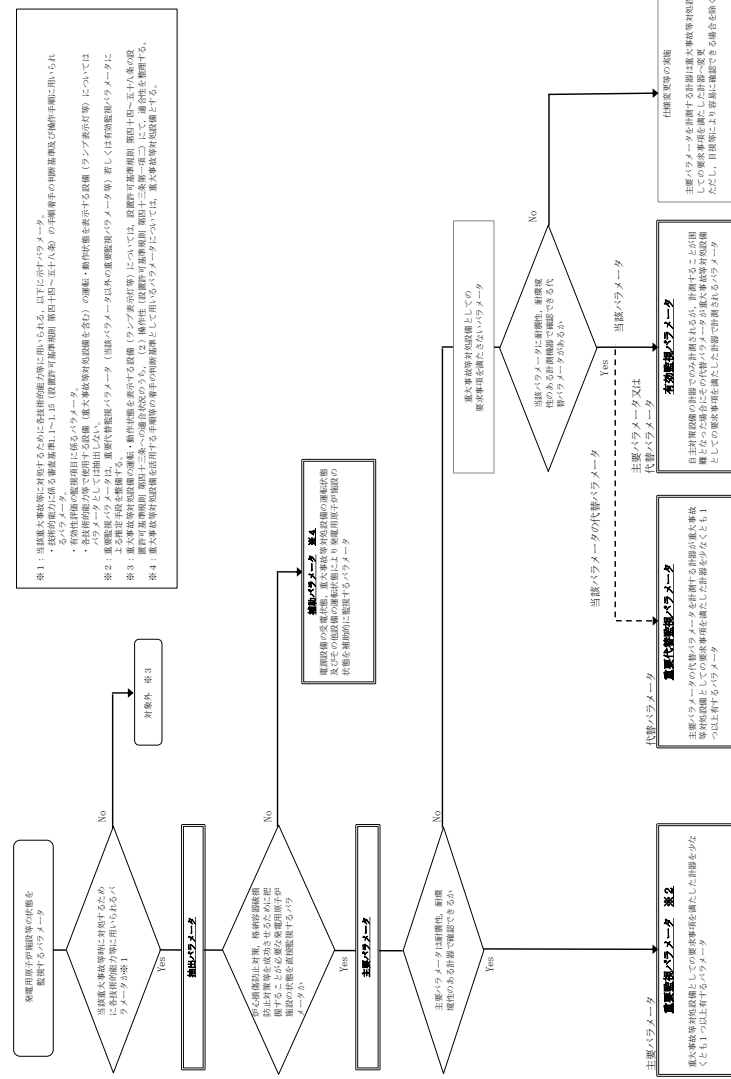 発電用原子炉施設等の状態を
監視するパラメータ
当該重大事故等時に対処するため
に各技術的能力等に用いられるパ
ラメータか※1
No
対象外 ※3
Yes
抽出パラメータ
炉心損傷防止対策，格納容器破損
防止対策等を成功させるために把
握することが必要な発電用原子炉
施設の状態を直接監視するパラ
メータか
No
補助パラメータ ※4
電源設備の受電状態，重大事故等対処設備の運転状態
及びその他設備の運転状態により発電用原子炉施設の
状態を補助的に監視するパラメータ
Yes
主要パラメータ
主要パラメータは耐震性，耐環
境性のある計器で確認できるか
No
Yes
重大事故等対処設備としての
要求事項を満たさないパラメータ
当該パラメータに耐震性，耐環境
性のある計測機器で確認できる代
替パラメータがあるか
No
Yes
当該パラメータ
当該パラメータの代替パラメータ
主要パラメータ
重要監視パラメータ ※2
重大事故等対処設備としての要求事項を満たした計器を少な
くとも1つ以上有するパラメータ
代替パラメータ
重要代替監視パラメータ
主要パラメータの代替パラメータを計測する計器が重大事故
等対処設備としての要求事項を満たした計器を少なくとも1
つ以上有するパラメータ
主要パラメータ又は
代替パラメータ
有効監視パラメータ
自主対策設備の計器でのみ計測されるが，計測することが困
難となった場合にその代替パラメータが重大事故等対処設備
としての要求事項を満たした計器で計測されるパラメータ
仕様変更等の実施
主要パラメータを計測する計器は重大事故等対処設
しての要求事項を満たした計器へ変更
ただし，目視等により容易に確認できる場合を除く
※1：当該重大事故等に対処するために各技術的能力等に用いられる，以下に示すパラメータ。
・技術的能力に係る審査基準1.1～1.15（設置許可基準規則 第四十四～五十八条）の手順着手の判断基準及び操作手順に用いられ
るパラメータ。
・有効性評価の監視項目に係るパラメータ。
・各技術的能力等で使用する設備（重大事故等対処設備を含む）の運転・動作状態を表示する設備（ランプ表示灯等）については
パラメータとしては抽出しない。
※2：重要監視パラメータは，重要代替監視パラメータ（当該パラメータ以外の重要監視パラメータ等）若しくは有効監視パラメータに
よる推定手段を整備する。
※3：重大事故等対処設備の運転・動作状態を表示する設備（ランプ表示灯等）については，設置許可基準規則 第四十四～五十八条の設
置許可基準規則 第四十三条への適合状況のうち，（2）操作性（設置許可基準規則 第四十三条第一項二）にて，適合性を整理する。
※4：重大事故等対処設備を活用する手順等の着手の判断基準として用いるパラメータについては，重大事故等対処設備とする。